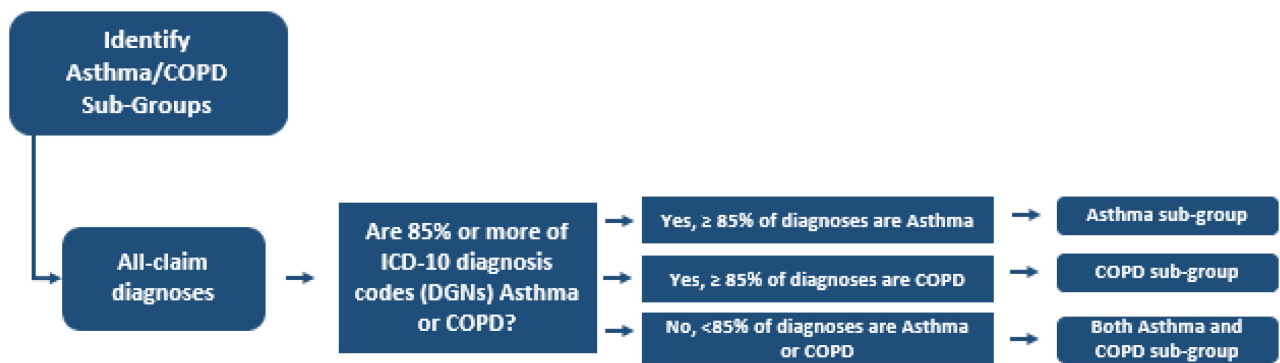 Identify
Asthma/COPD
Sub-Groups
All-claim
diagnoses
Are 85% or more of
ICD-10 diagnosis
codes (DGNs) Asthma
or COPD?
Yes, ≥ 85% of diagnoses are Asthma
Asthma sub-group
Yes, ≥ 85% of diagnoses are COPD
COPD sub-group
No, <85% of diagnoses are Asthma
or COPD
Both Asthma and
COPD sub-group